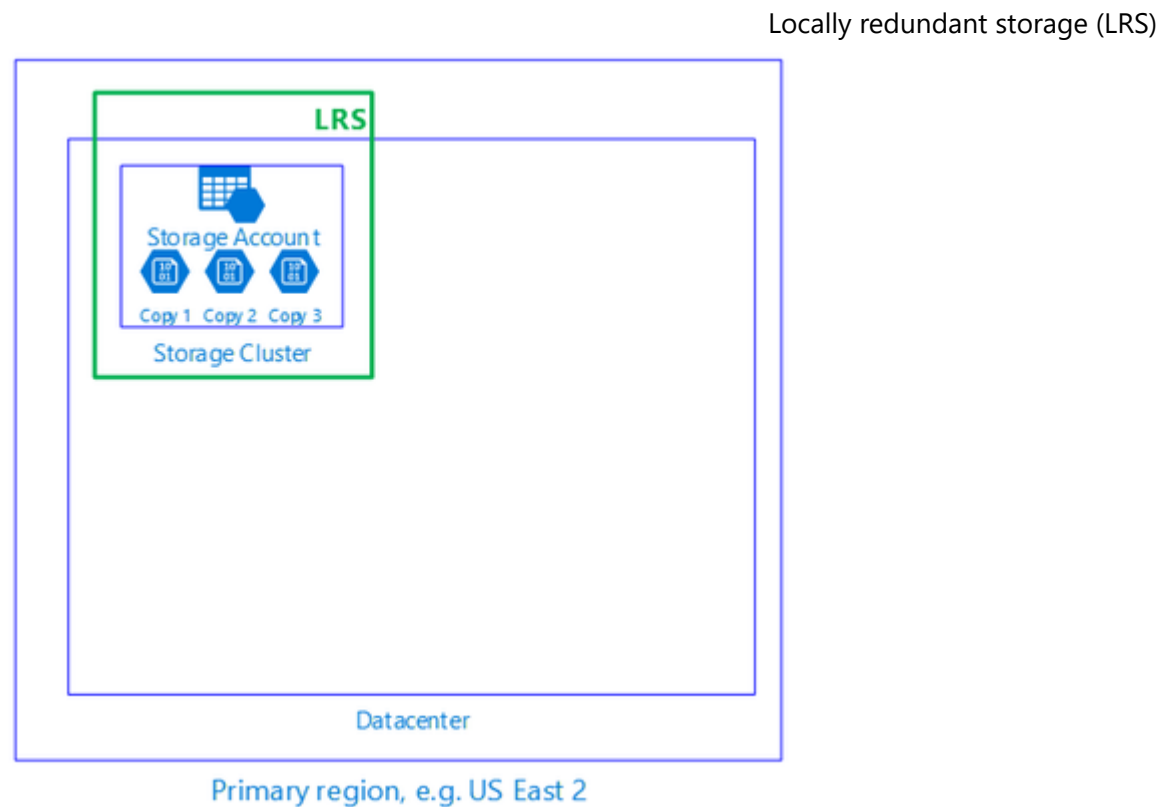 Locally redundant storage (LRS)
LRS
Storage Account
Copy 1 Copy 2 Copy 3
Storage Cluster
Datacenter
Primary region, e.g. US East 2